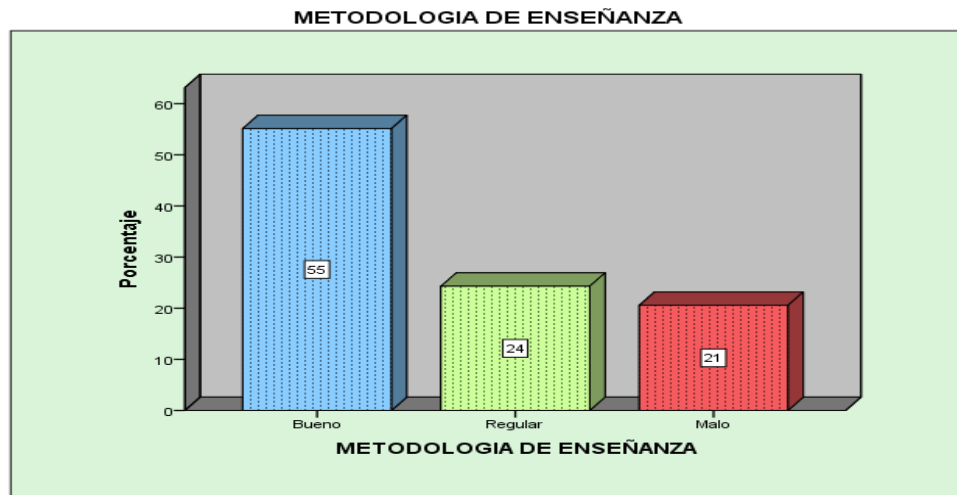 METODOLOGIA DE ENSEÑANZA
60
50
40
30
20
10
0
Porcentaje
55
24
21
Bueno Regular Malo
METODOLOGIA DE ENSEÑANZA